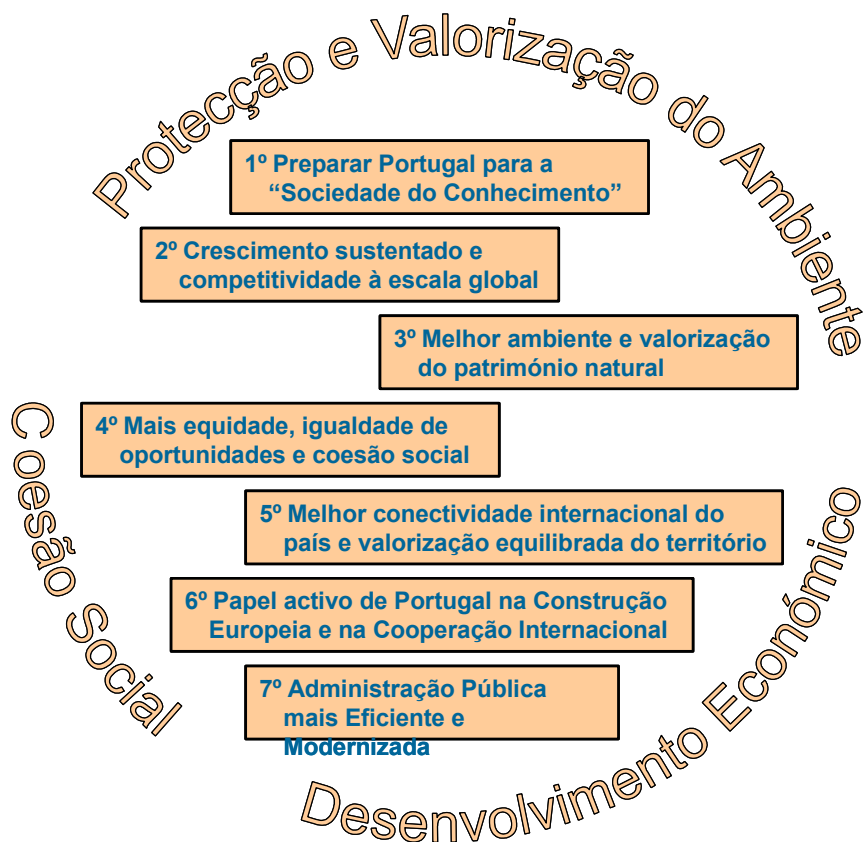 Protecção e Valorização do Ambiente
1º Preparar Portugal para a
“Sociedade do Conhecimento”
2º Crescimento sustentado e
competitividade à escala global
3º Melhor ambiente e valorização
do património natural
4º Mais equidade, igualdade de
oportunidades e coesão social
5º Melhor conectividade internacional do
país e valorização equilibrada do território
6º Papel activo de Portugal na Construção
Europeia e na Cooperação Internacional
7º Administração Pública
mais Eficiente e
Modernizada
Coesão Social
Desenvolvimento Económico